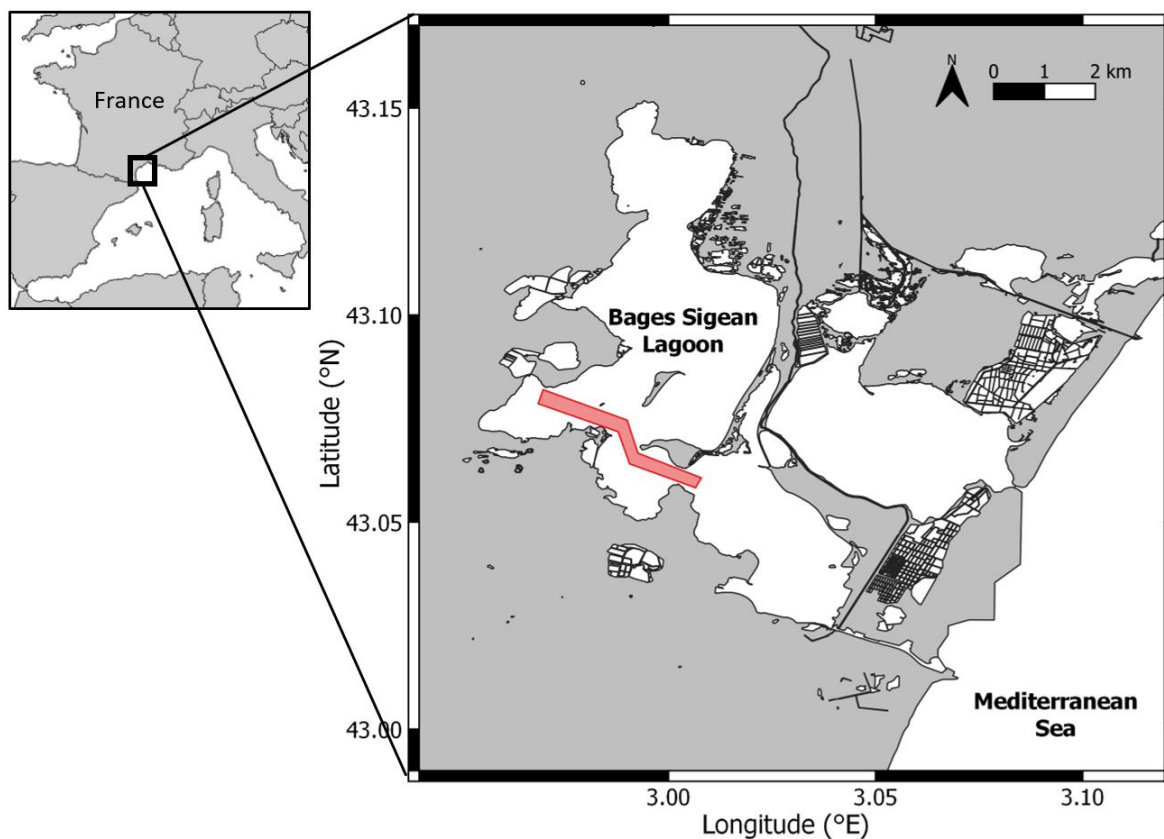 France
N
0 1 2 km
43.15
43.10
43.05
43.00
Latitude (°N)
Bages Sigean
Lagoon
Mediterranean
Sea
3.00 3.05 3.10
Longitude (°E)